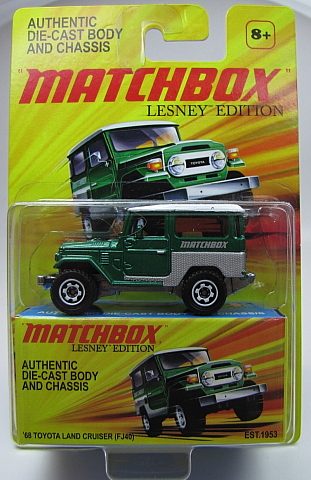 AUTHENTIC
DIE-CAST BODY
AND CHASSIS
8+
"MATCHBOX"
LESNEY EDITION
TOYOTA
MATCHBOX
"MATCHBOX"
LESNEY EDITION
AUTHENTIC
DIE-CAST BODY
AND CHASSIS
'68 TOYOTA LAND CRUISER (FJ40)
EST.1953